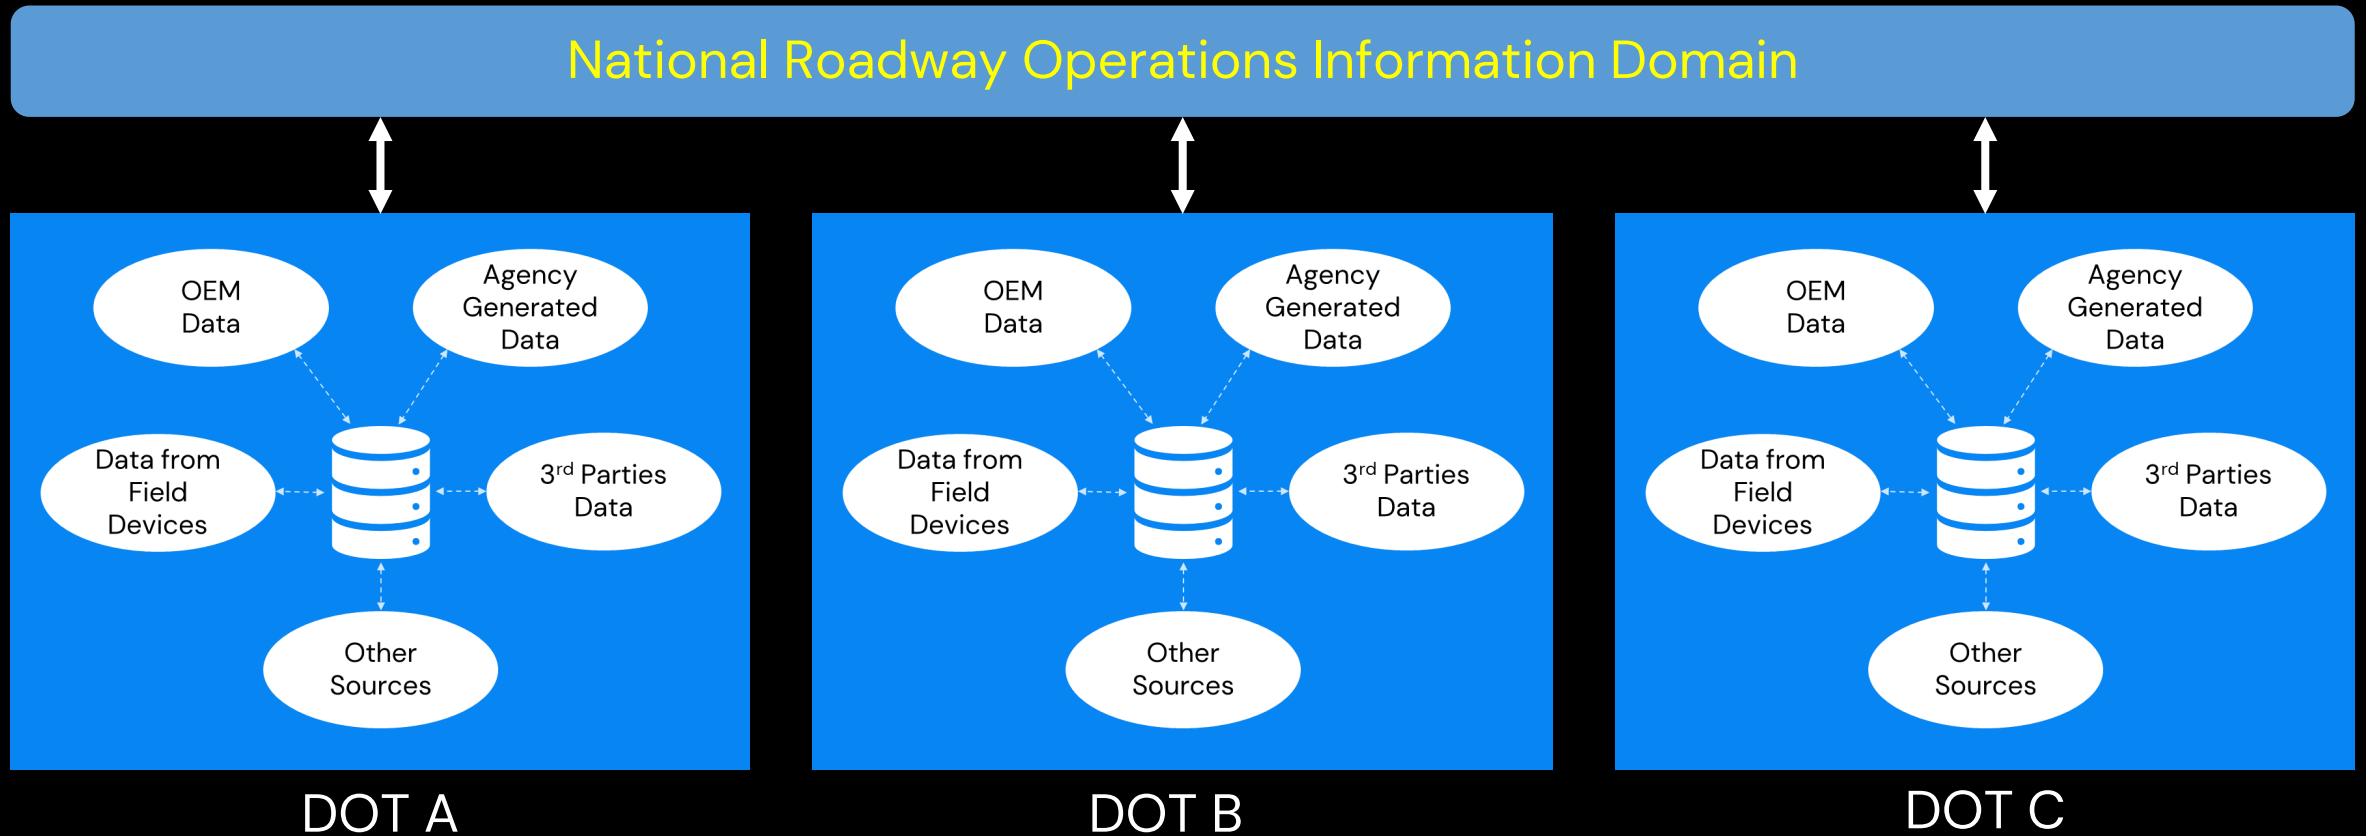 National Roadway Operations Information Domain
OEM
Data
Agency
Generated
Data
Data from
Field
Devices
3rd Parties
Data
Other
Sources
DOT A
OEM
Data
Agency
Generated
Data
Data from
Field
Devices
3rd Parties
Data
Other
Sources
DOT B
OEM
Data
Agency
Generated
Data
Data from
Field
Devices
3rd Parties
Data
Other
Sources
DOT C